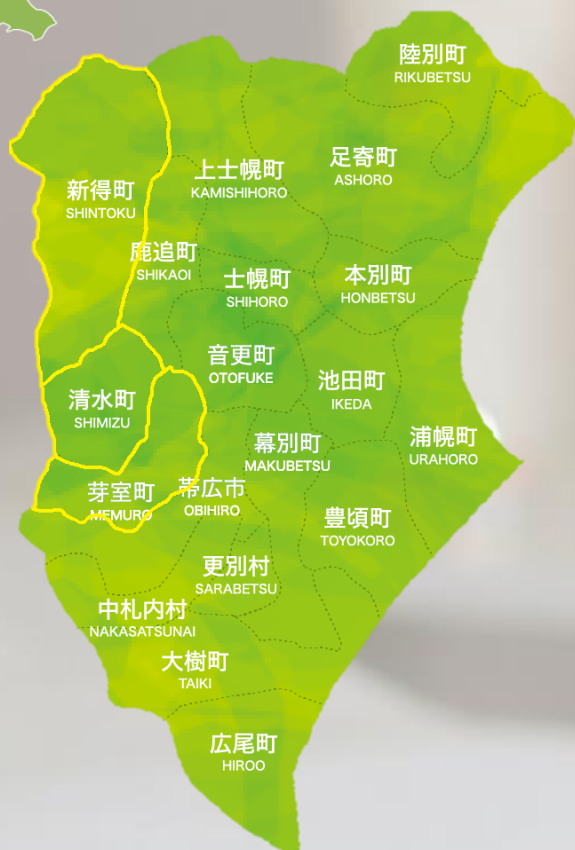 陸別町
RIKUBETSU
足寄町
ASHORO
上士幌町
KAMISHIHORO
新得町
SHINTOKU
鹿追町
SHIKAOI
士幌町
SHIHORO
本別町
HONBETSU
音更町
OTOFUKE
池田町
IKEDA
清水町
SHIMIZU
幕別町
MAKUBETSU
浦幌町
URAHORO
芽室町
MEMURO
帯広市
OBIHIRO
豊頃町
TOYOKORO
更別村
SARABETSU
中札内村
NAKASATSUNAI
大樹町
TAIKI
広尾町
HIROO